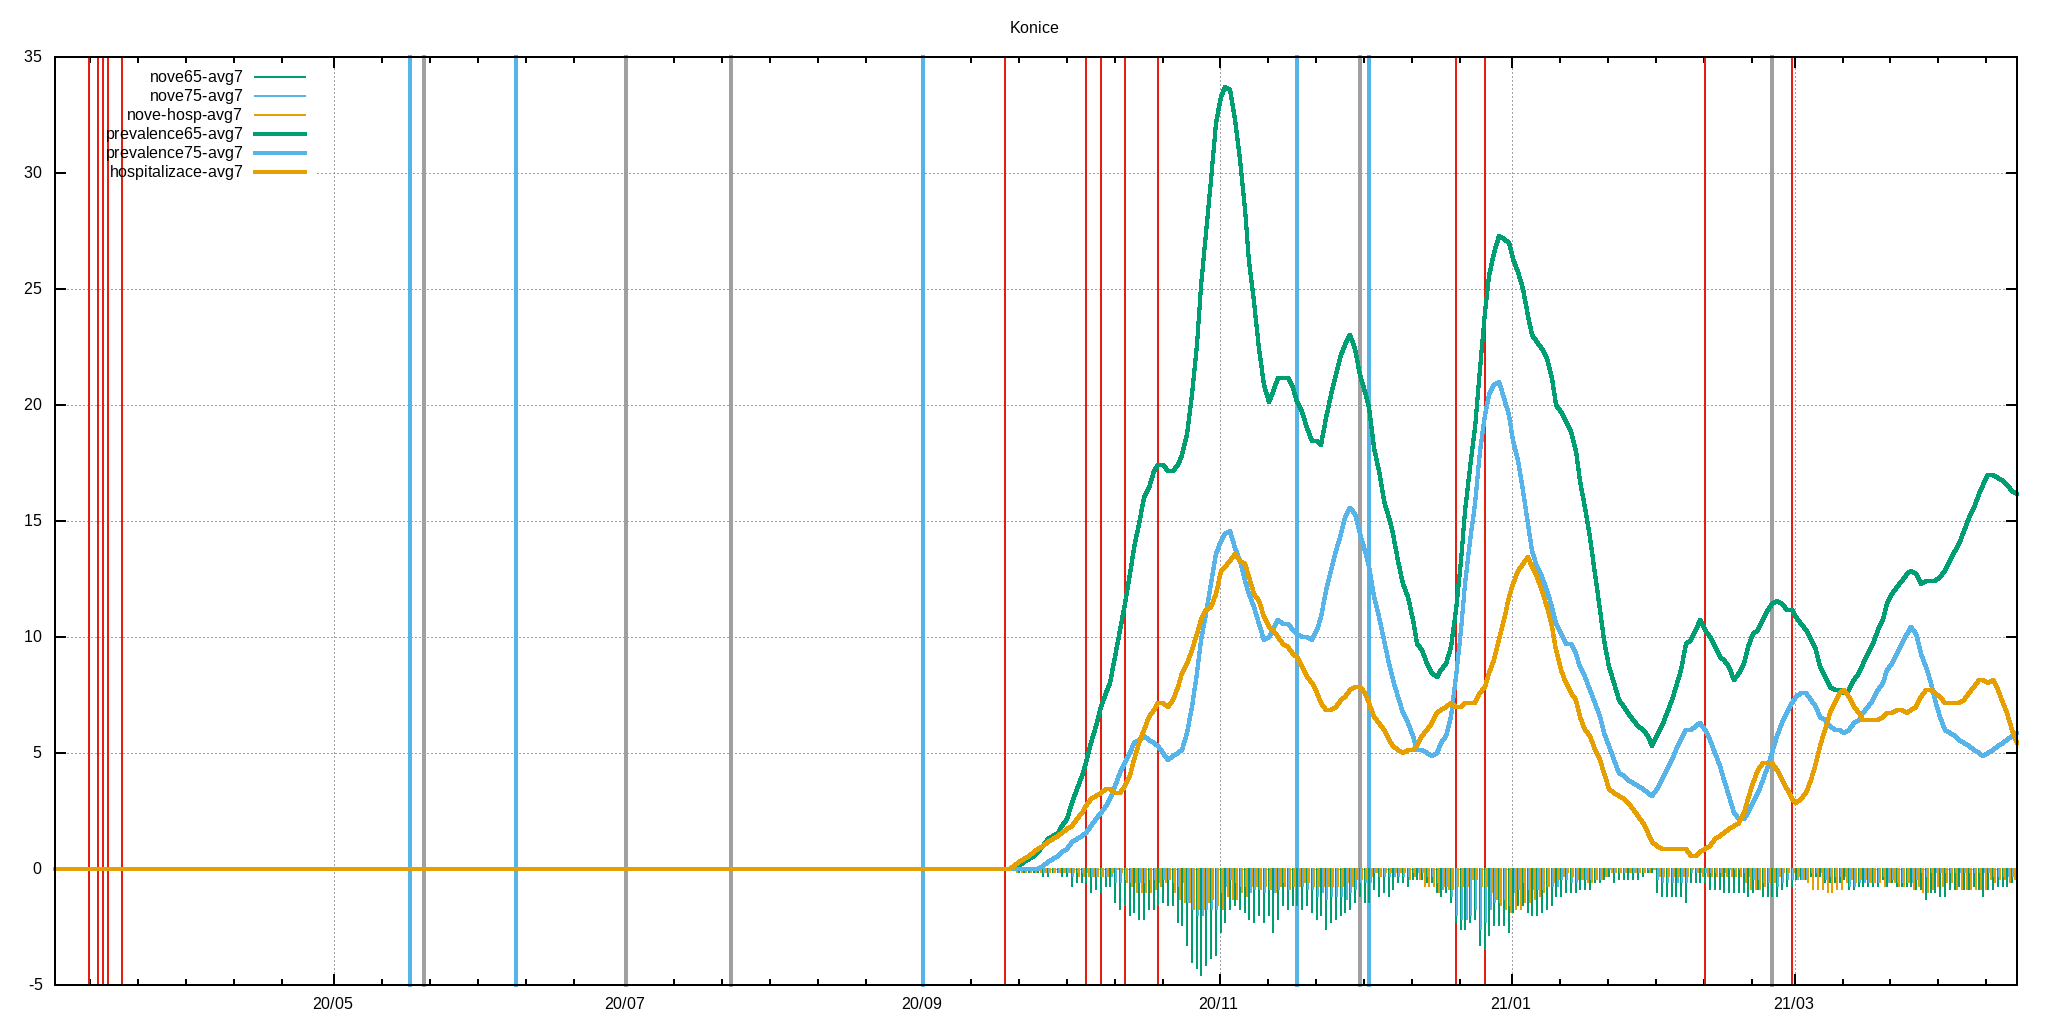 Konice
35
nove65-avg7
nove75-avg7
nove-hosp-avg7
prevalence65-avg7
prevalence75-avg7
hospitalizace-avg7
30
25
20
15
10
5
0
-5
20/05 20/07 20/09 20/11 21/01 21/03